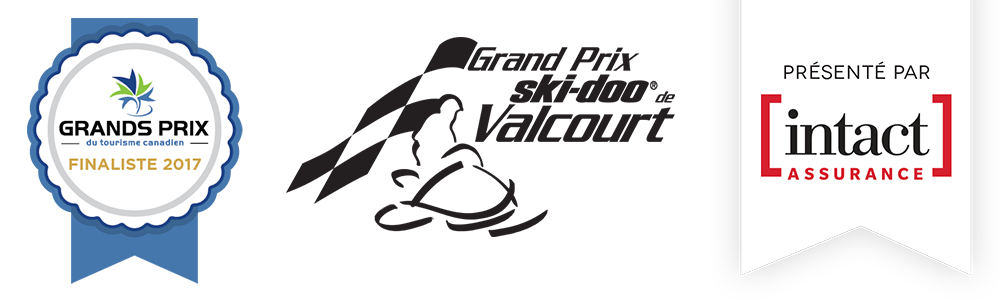 GRANDS PRIX
du tourisme canadien
FINALISTE 2017
Grand Prix
ski-doo® de
Valcourt
PRÉSENTÉ PAR
[intact]
ASSURANCE